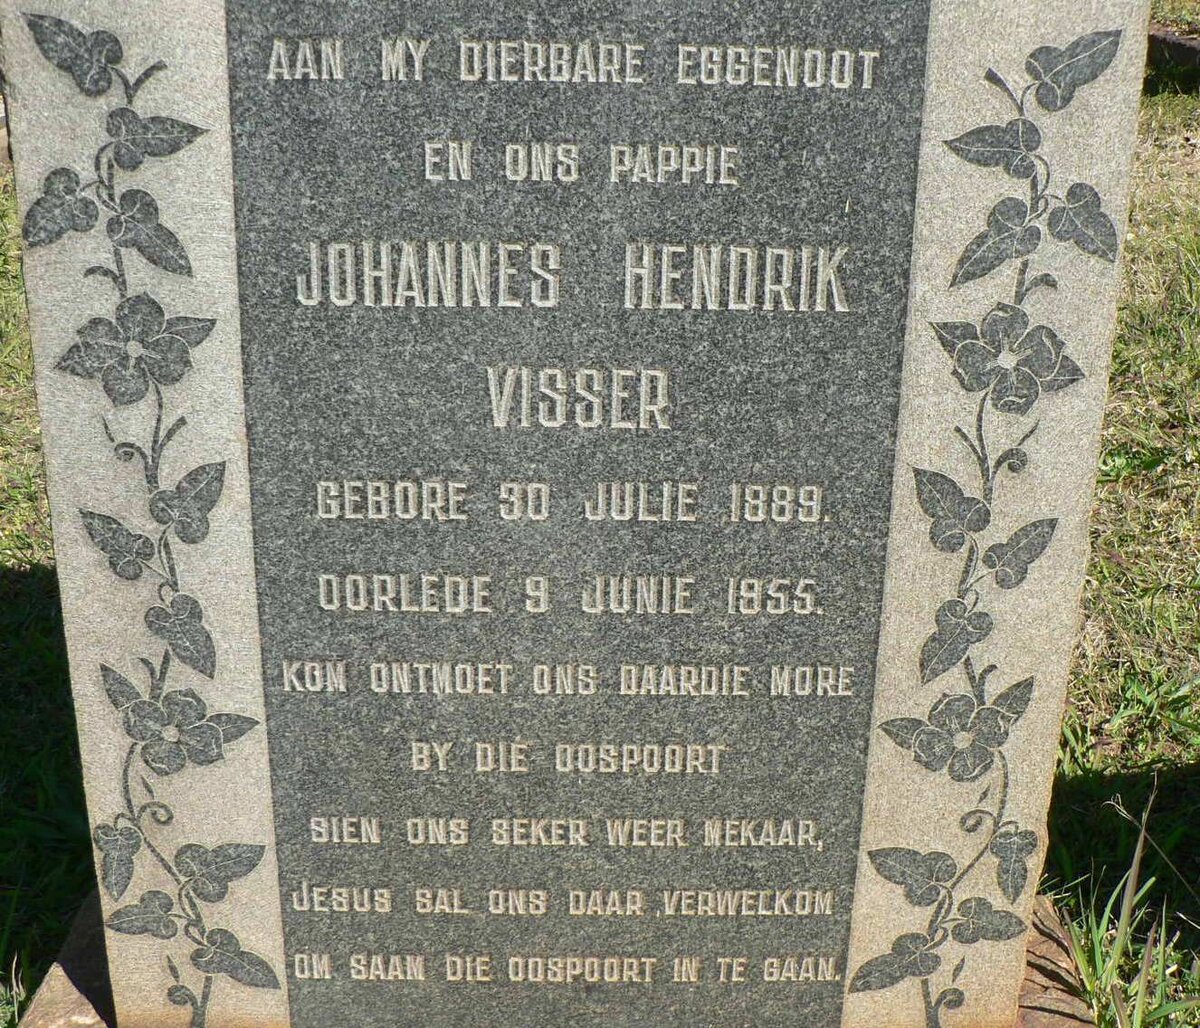 AAN MY DIERBARE EGGENOOT
EN ONS PAPPIE
JOHANNES HENDRIK
VISSER
GEBORE 30 JULIE 1889.
OORLEDE 9 JUNIE 1955.
KOM ONTMOET ONS DAARDIE MORE
BY DIE OOSPOORT
SIEN ONS SEKER WEER MEKAAR,
JESUS SAL ONS DAAR VERWELKOM
OM SAAM DIE OOSPOORT IN TE GAAN.